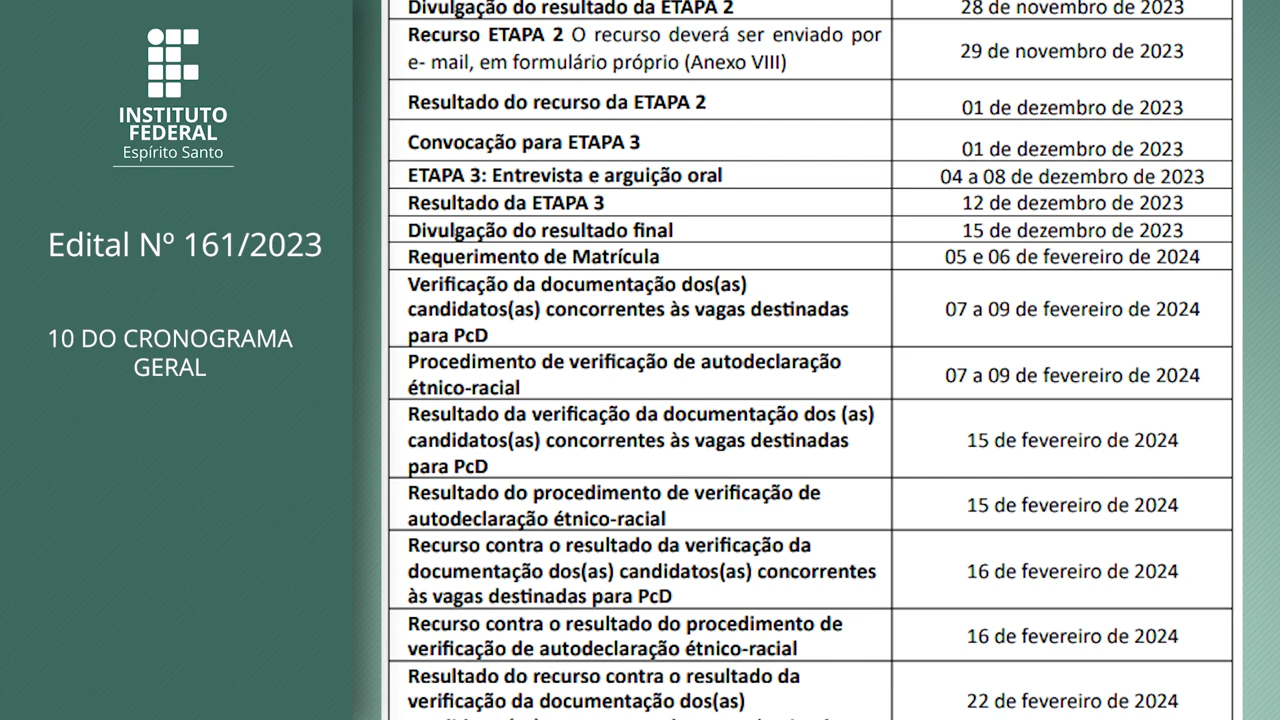 INSTITUTO
FEDERAL
Espírito Santo
Edital Nº 161/2023
10 DO CRONOGRAMA
GERAL
Divulgação do resultado da ETAPA 2
28 de novembro de 2023
Recurso ETAPA 2 O recurso deverá ser enviado por
e- mail, em formulário próprio (Anexo VIII)
29 de novembro de 2023
Resultado do recurso da ETAPA 2
01 de dezembro de 2023
Convocação para ETAPA 3
01 de dezembro de 2023
ETAPA 3: Entrevista e arguição oral
04 a 08 de dezembro de 2023
Resultado da ETAPA 3
12 de dezembro de 2023
Divulgação do resultado final
15 de dezembro de 2023
Requerimento de Matrícula
05 e 06 de fevereiro de 2024
Verificação da documentação dos(as)
candidatos(as) concorrentes às vagas destinadas
para PcD
07 a 09 de fevereiro de 2024
Procedimento de verificação de autodeclaração
étnico-racial
07 a 09 de fevereiro de 2024
Resultado da verificação da documentação dos (as)
candidatos(as) concorrentes às vagas destinadas
para PcD
15 de fevereiro de 2024
Resultado do procedimento de verificação de
autodeclaração étnico-racial
15 de fevereiro de 2024
Recurso contra o resultado da verificação da
documentação dos(as) candidatos(as) concorrentes
às vagas destinadas para PcD
16 de fevereiro de 2024
Recurso contra o resultado do procedimento de
verificação de autodeclaração étnico-racial
16 de fevereiro de 2024
Resultado do recurso contra o resultado da
verificação da documentação dos(as)
22 de fevereiro de 2024